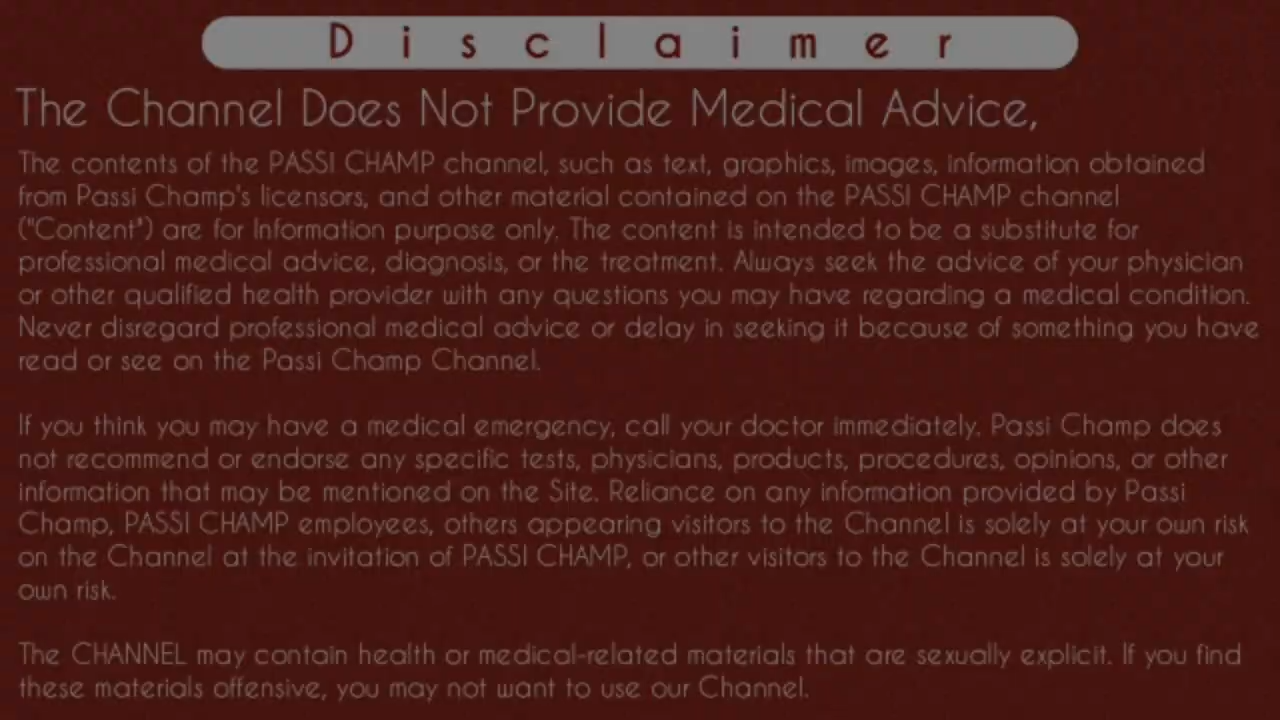 Disclaimer
The Channel Does Not Provide Medical Advice,
The contents of the PASSI CHAMP channel, such as text, graphics, images, Information obtained
from Passi Champ's licensors, and other material contained on the PASSI CHAMP channel
("Content") are for Information purpose only. The content is intended to be a substitute for
professional medical advice, diagnosis, or the treatment. Always seek the advice of your physician
or other qualified health provider with any questions you may have regarding a medical condition.
Never disregard professional medical advice or delay in seeking it because of something you have
read or see on the Passi Champ Channel.
If you think you may have a medical emergency, call your doctor immediately. Passi Champ does
not recommend or endorse any specific tests, physicians, products, procedures, opinions, or other
information that may be mentioned on the Site. Reliance on any information provided by Passi
Champ, PASSI CHAMP employees, others appearing visitors to the Channel is solely at your own risk
on the Channel at the invitation of PASSI CHAMP, or other visitors to the Channel is solely at your
own risk.
The CHANNEL may contain health or medical-related materials that are sexually explicit. If you find
these materials offensive, you may not want to use our Channel.